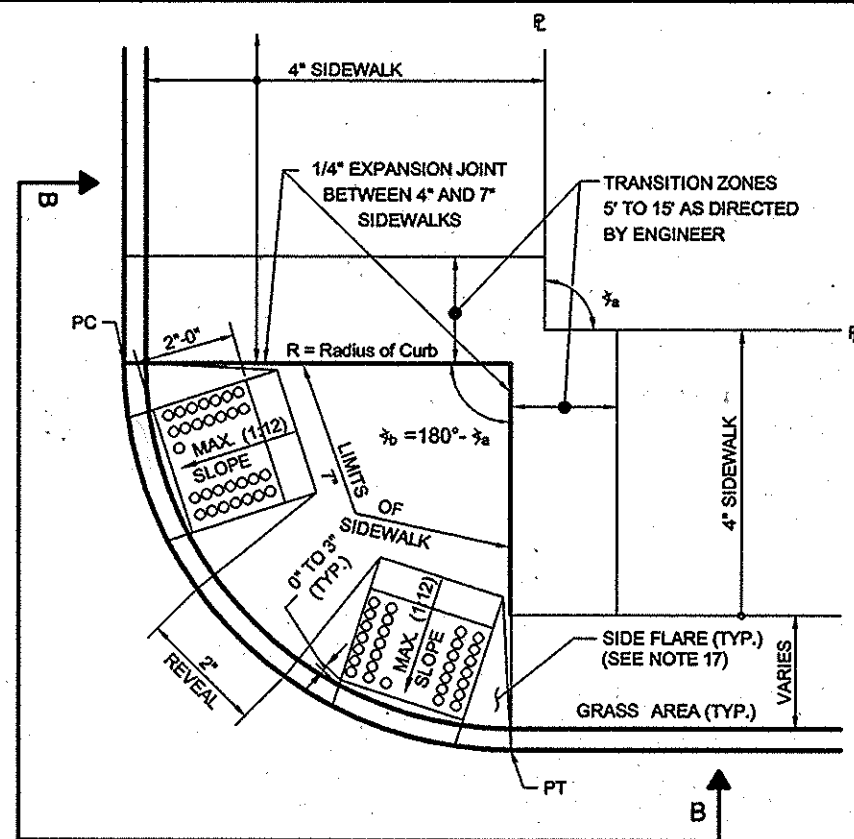 P̲L
4" SIDEWALK
1/4" EXPANSION JOINT
BETWEEN 4" AND 7"
SIDEWALKS
TRANSITION ZONES
5' TO 15' AS DIRECTED
BY ENGINEER
B
∡a
PC
2"-0"
R = Radius of Curb
PL
∡b = 180° - ∡a
MAX. (1:12)
SLOPE
LIMITS
OF
7"
SIDEWALK
4" SIDEWALK
0" TO 3"
(TYP.)
MAX. (1:12)
SLOPE
2"
REVEAL
SIDE FLARE (TYP.)
(SEE NOTE 17)
VARIES
GRASS AREA (TYP.)
PT
B